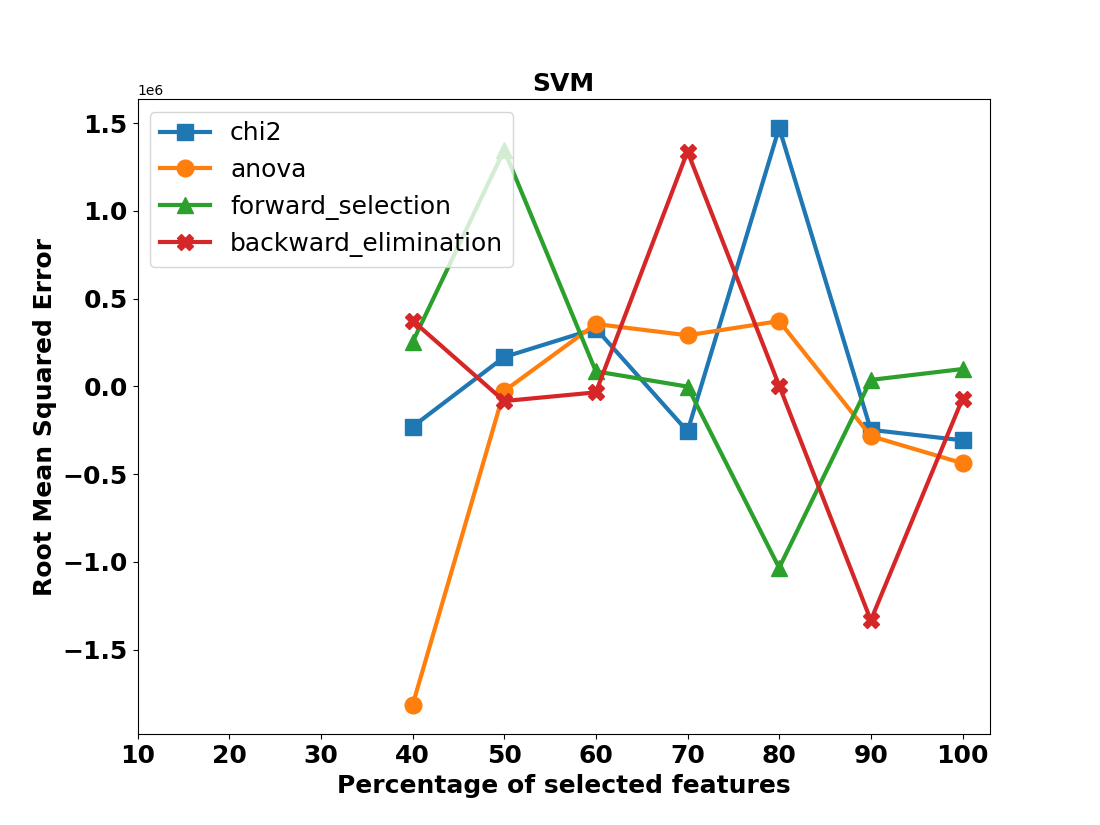 SVM
1e6
chi2
anova
forward_selection
backward_elimination
1.5
1.0
0.5
0.0
−0.5
−1.0
−1.5
Root Mean Squared Error
10 20 30 40 50 60 70 80 90 100
Percentage of selected features